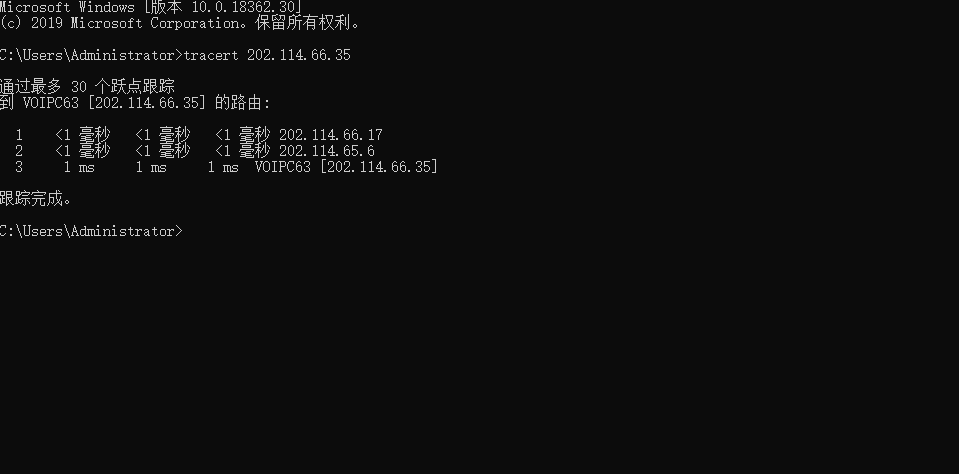 Microsoft Windows [版本 10.0.18362.30]
(c) 2019 Microsoft Corporation。保留所有权利。
C:\Users\Administrator>tracert 202.114.66.35
通过最多 30 个跃点跟踪
到 VOIPC63 [202.114.66.35] 的路由:
1 <1 毫秒 <1 毫秒 <1 毫秒 202.114.66.17
2 <1 毫秒 <1 毫秒 <1 毫秒 202.114.65.6
3 1 ms 1 ms 1 ms VOIPC63 [202.114.66.35]
跟踪完成。
C:\Users\Administrator>